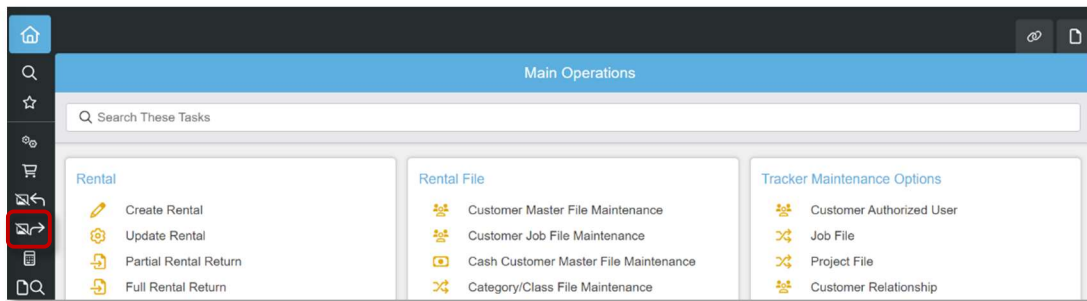 Main Operations
Search These Tasks
Rental
Create Rental
Update Rental
Partial Rental Return
Full Rental Return
Rental File
Customer Master File Maintenance
Customer Job File Maintenance
Cash Customer Master File Maintenance
Category/Class File Maintenance
Tracker Maintenance Options
Customer Authorized User
Job File
Project File
Customer Relationship